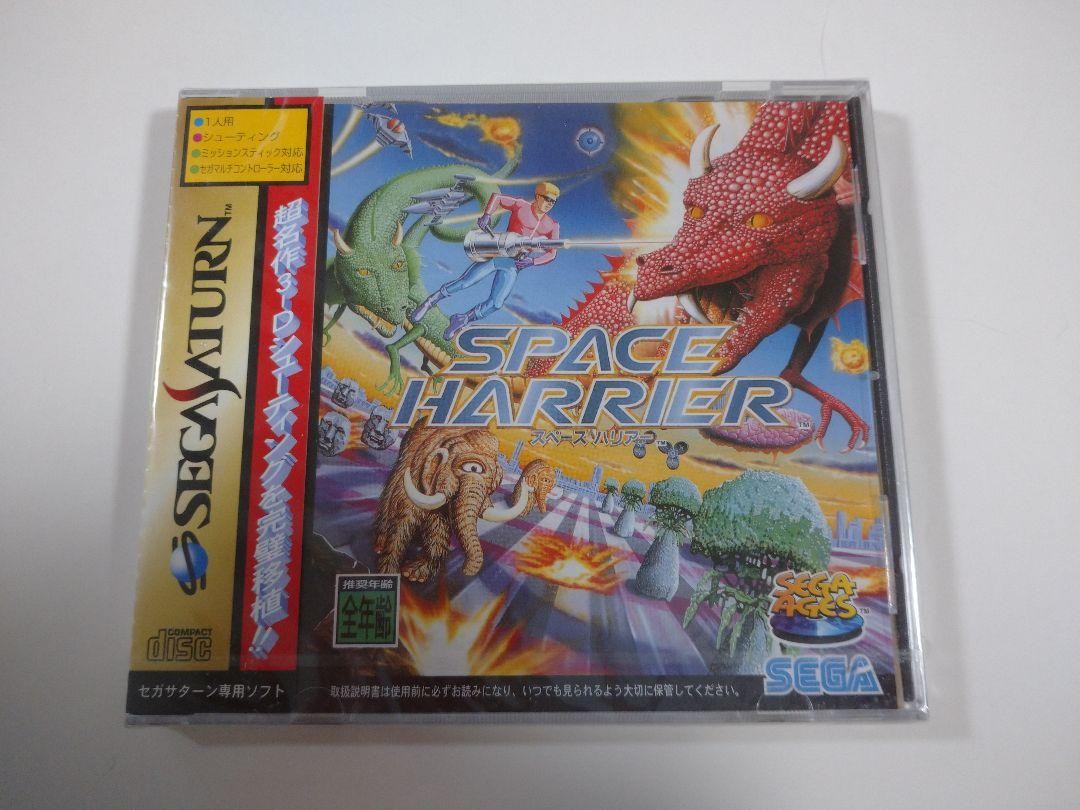 ●1人用
●シューティング
●ミッションスティック対応
●セガマルチコントローラー対応
SEGA SATURN™
超名作3-Dシューティングを完璧移植!!
COMPACT
disc
セガサターン専用ソフト
SPACE
HARRIER™
スペースハリアー™
推奨年齢
全年齢
SEGA
AGES™
SEGA
取扱説明書は使用前に必ずお読みになり、いつでも見られるよう大切に保管してください。